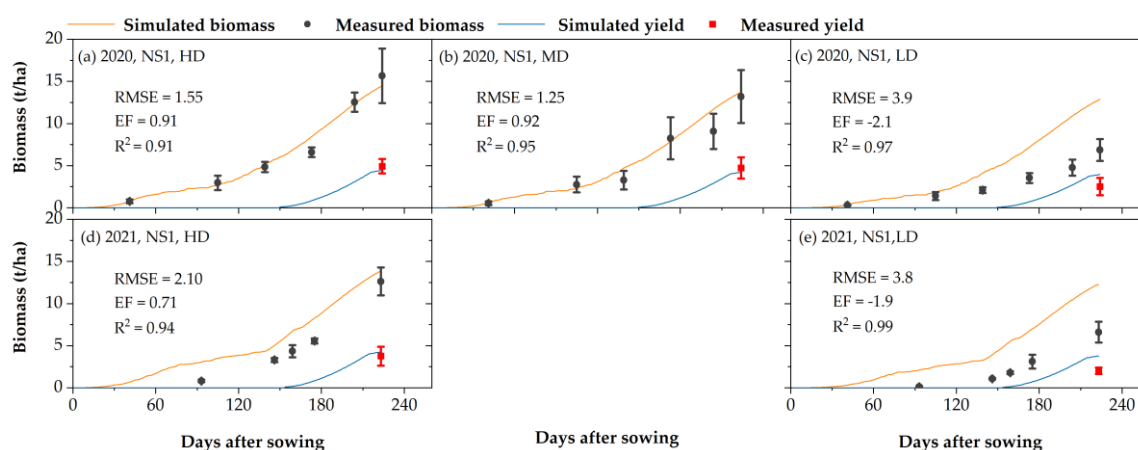 Simulated biomass Measured biomass Simulated yield Measured yield
Biomass (t/ha)
20
15
10
5
0
(a) 2020, NS1, HD
RMSE = 1.55
EF = 0.91
R² = 0.91
(b) 2020, NS1, MD
RMSE = 1.25
EF = 0.92
R² = 0.95
(c) 2020, NS1, LD
RMSE = 3.9
EF = -2.1
R² = 0.97
Biomass (t/ha)
15
10
5
0
(d) 2021, NS1, HD
RMSE = 2.10
EF = 0.71
R² = 0.94
(e) 2021, NS1,LD
RMSE = 3.8
EF = -1.9
R² = 0.99
0 60 120 180 240
0 60 120 180 240
Days after sowing
Days after sowing
Days after sowing